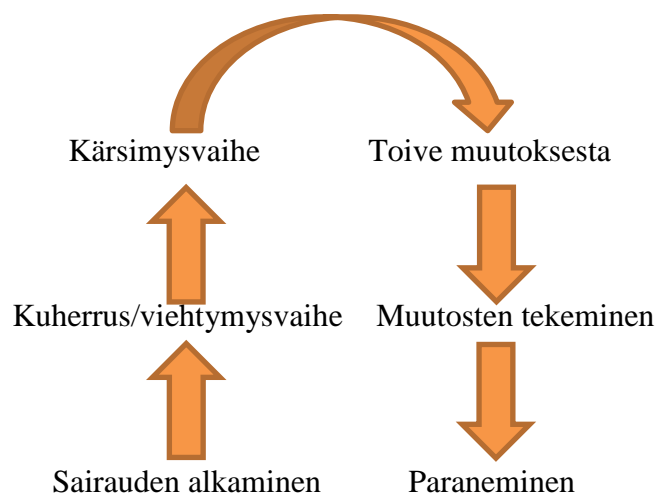 Kärsimysvaihe
Toive muutoksesta
Kuherrus/viehtymysvaihe
Muutosten tekeminen
Sairauden alkaminen
Paraneminen